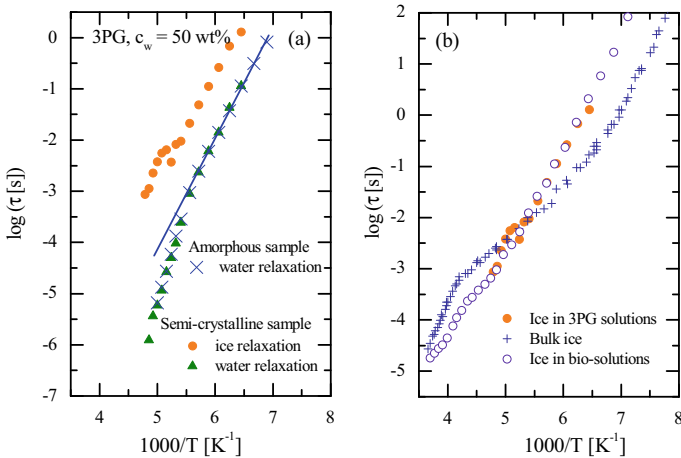 3PG, c_w = 50 wt%
(a)
0
-1
-2
-3
-4
-5
-6
-7
log (τ [s])
Amorphous sample
water relaxation
Semi-crystalline sample
ice relaxation
water relaxation
4 5 6 7 8
1000/T [K⁻¹]
(b)
2
1
0
-1
-2
-3
-4
-5
log (τ [s])
Ice in 3PG solutions
Bulk ice
Ice in bio-solutions
4 5 6 7 8
1000/T [K⁻¹]